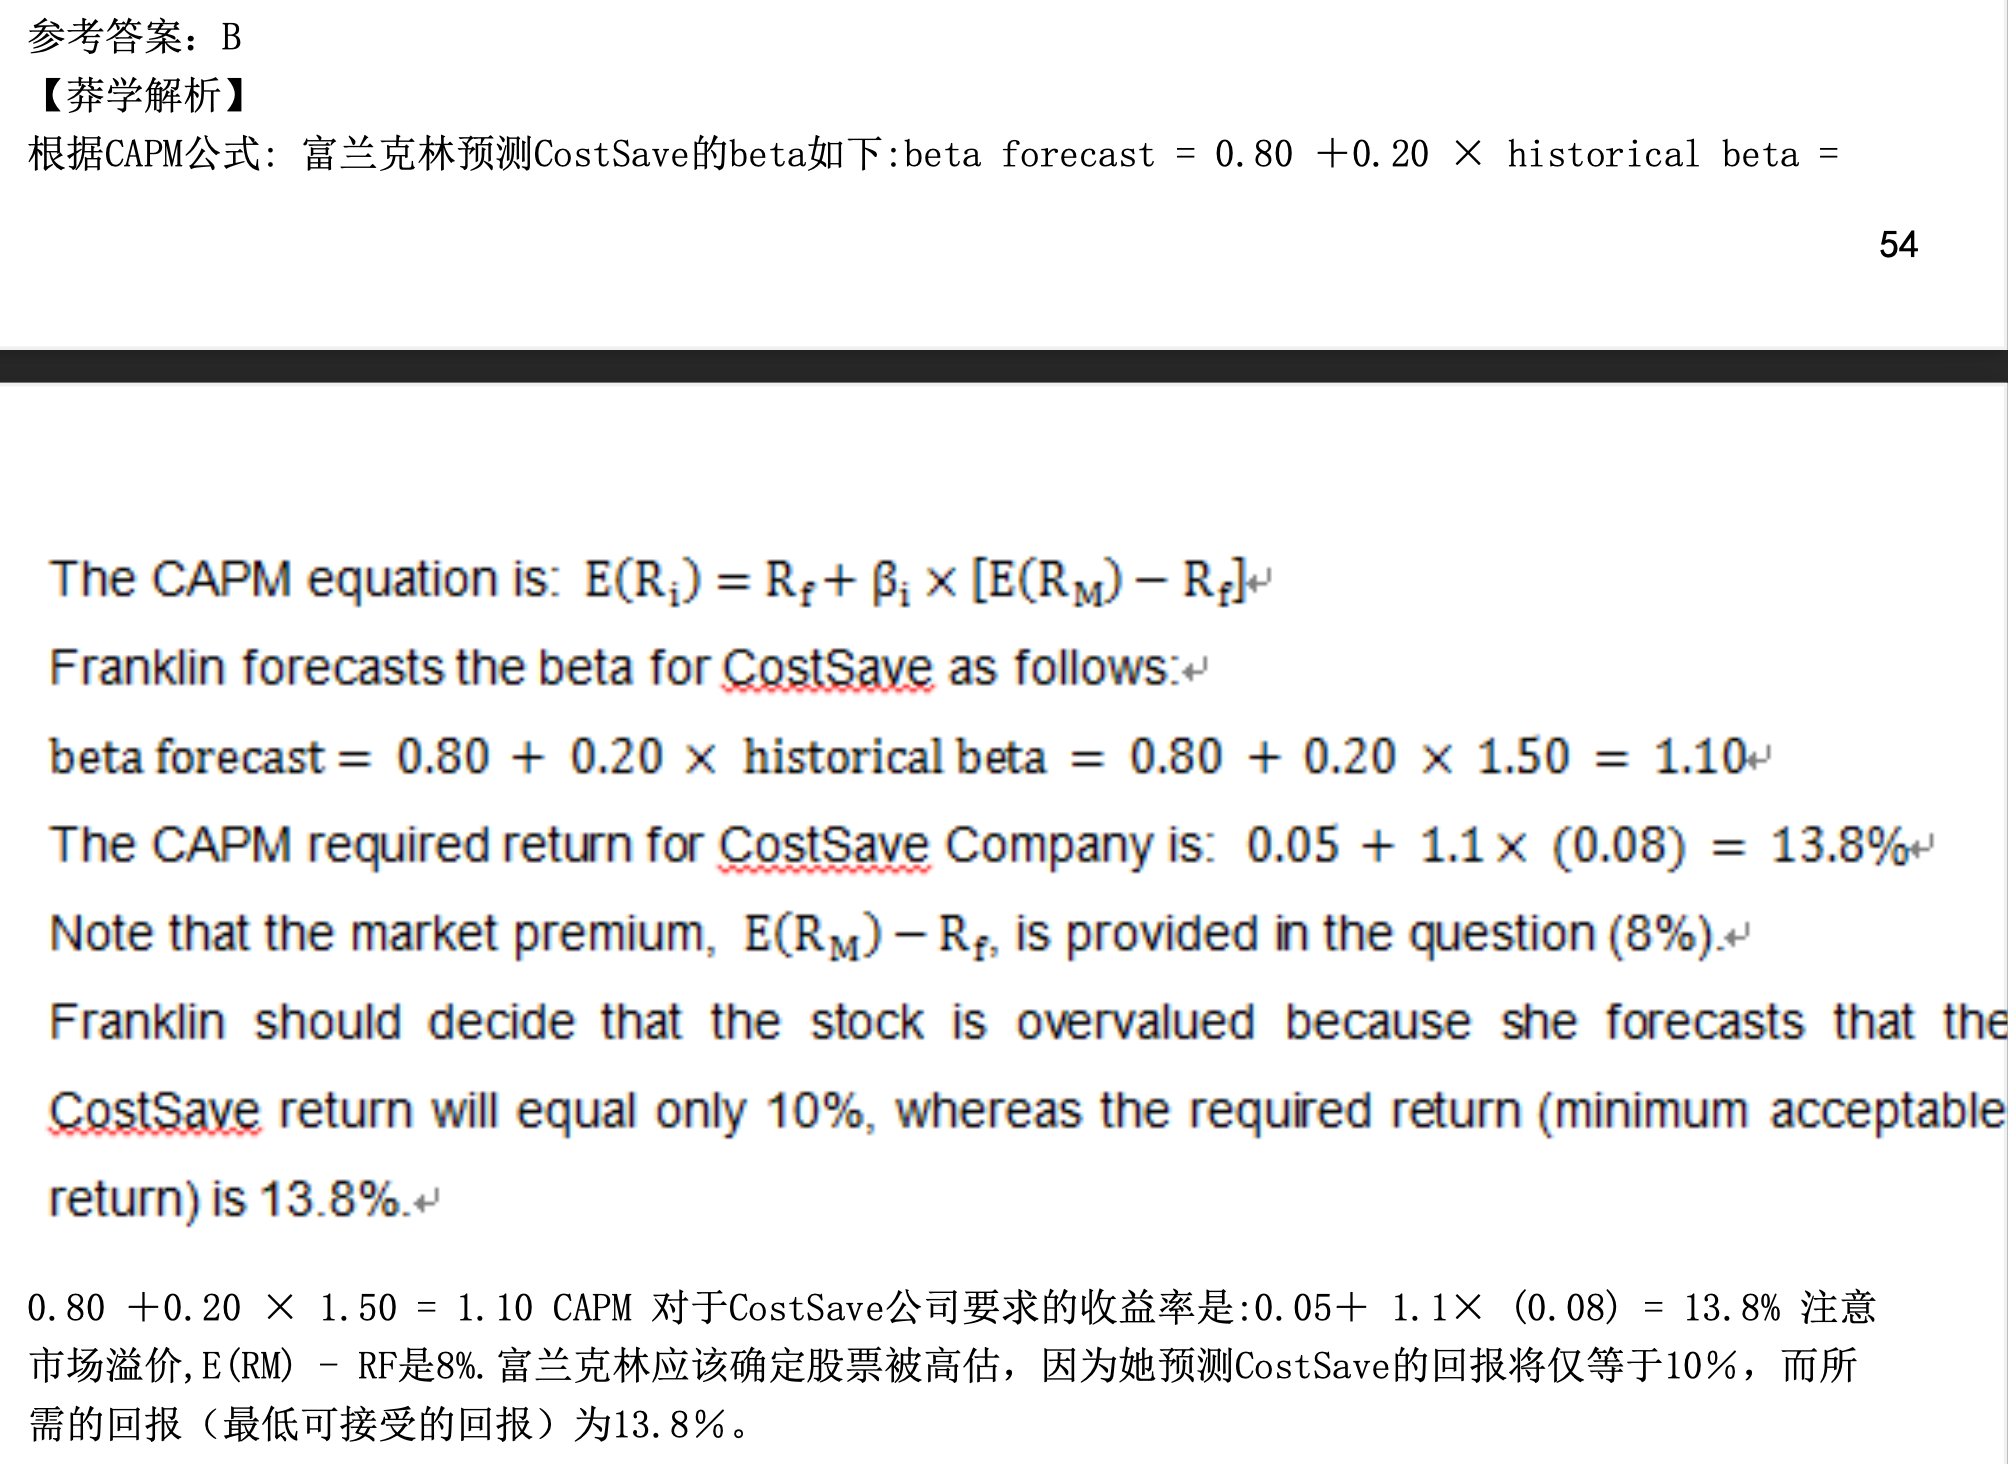 参考答案：B
【莽学解析】
根据CAPM公式: 富兰克林预测CostSave的beta如下:beta forecast = 0.80 ＋0.20 × historical beta =
54
The CAPM equation is: E(Rᵢ) = R_f + βᵢ × [E(R_M) − R_f]↵
Franklin forecasts the beta for CostSave as follows:↵
beta forecast = 0.80 + 0.20 × historical beta = 0.80 + 0.20 × 1.50 = 1.10↵
The CAPM required return for CostSave Company is: 0.05 + 1.1 × (0.08) = 13.8%↵
Note that the market premium, E(R_M) − R_f, is provided in the question (8%).↵
Franklin should decide that the stock is overvalued because she forecasts that the
CostSave return will equal only 10%, whereas the required return (minimum acceptable
return) is 13.8%.↵
0.80 ＋0.20 × 1.50 = 1.10 CAPM 对于CostSave公司要求的收益率是:0.05＋ 1.1× (0.08) = 13.8% 注意
市场溢价,E(RM) - RF是8%.富兰克林应该确定股票被高估，因为她预测CostSave的回报将仅等于10％，而所
需的回报（最低可接受的回报）为13.8％。